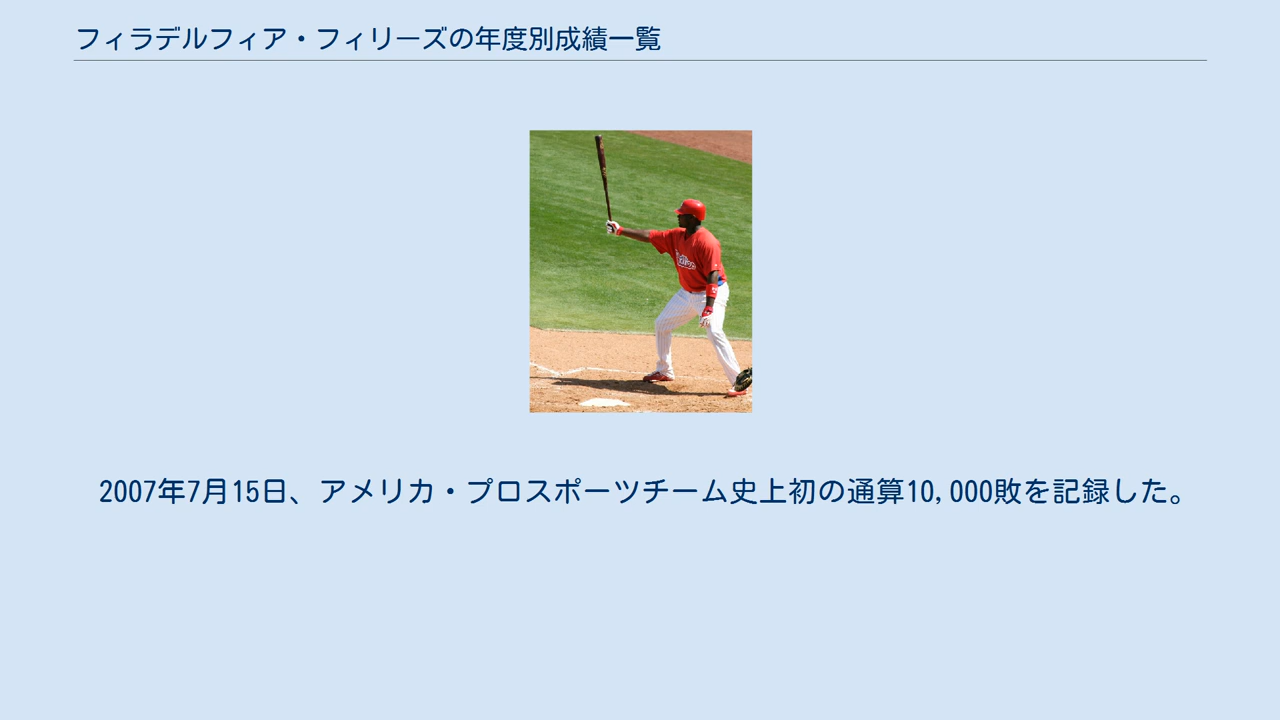 フィラデルフィア・フィリーズの年度別成績一覧
2007年7月15日、アメリカ・プロスポーツチーム史上初の通算10,000敗を記録した。